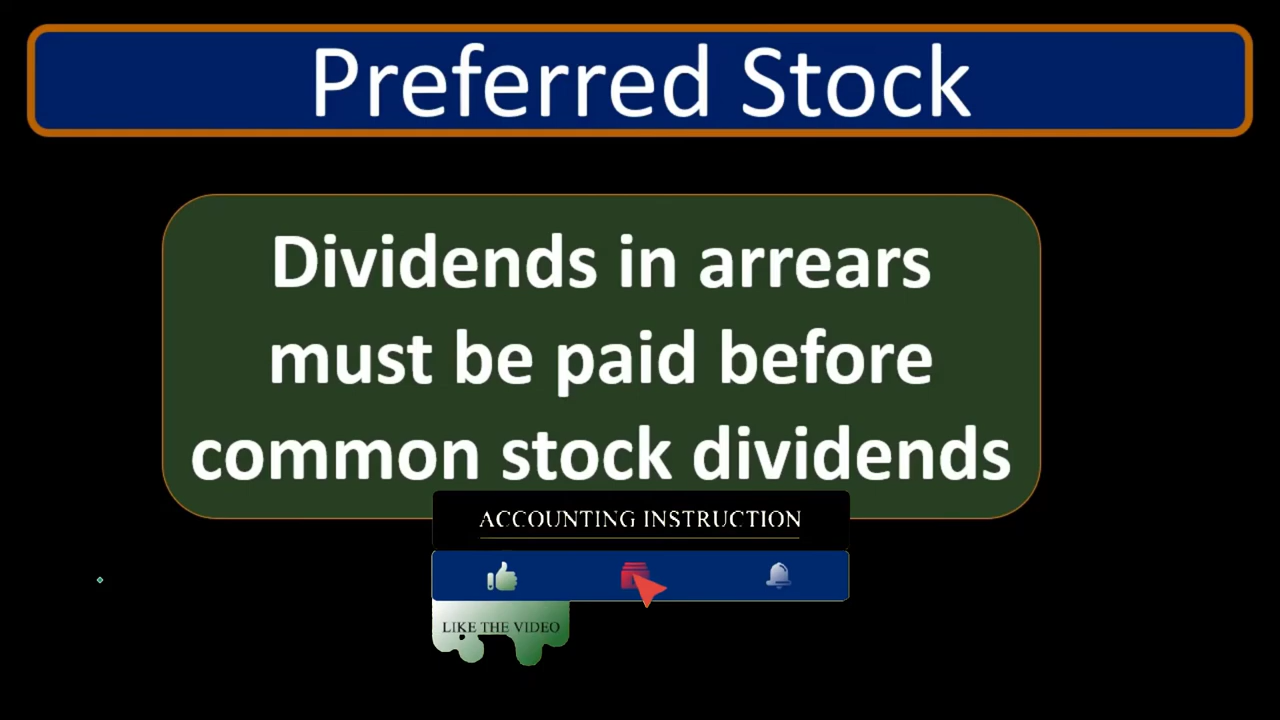 Preferred Stock
Dividends in arrears
must be paid before
common stock dividends
ACCOUNTING INSTRUCTION
LIKE THE VIDEO